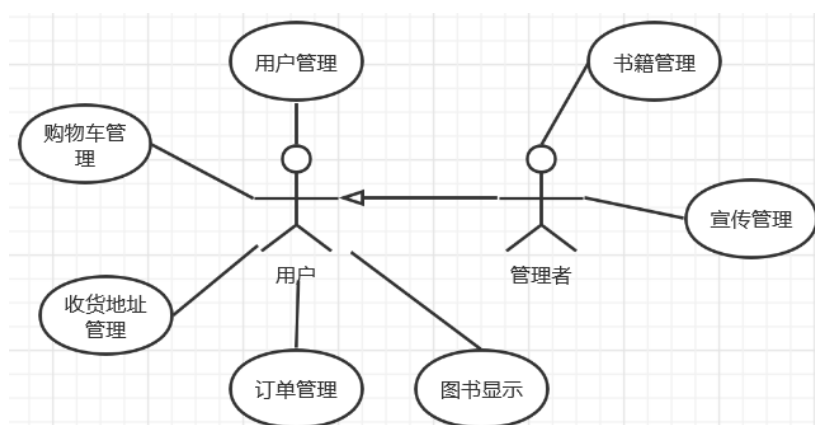 用户管理
书籍管理
购物车管
理
宣传管理
用户
管理者
收货地址
管理
订单管理
图书显示